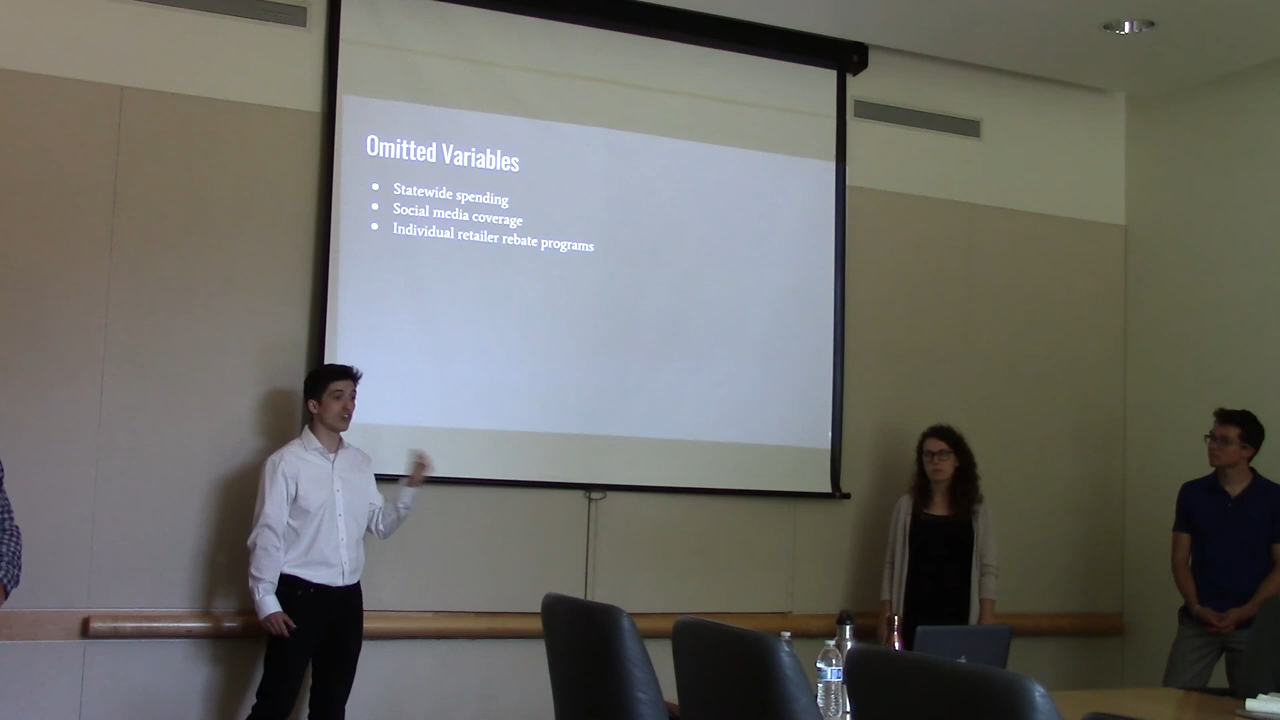 Omitted Variables
Statewide spending
Social media coverage
Individual retailer rebate programs